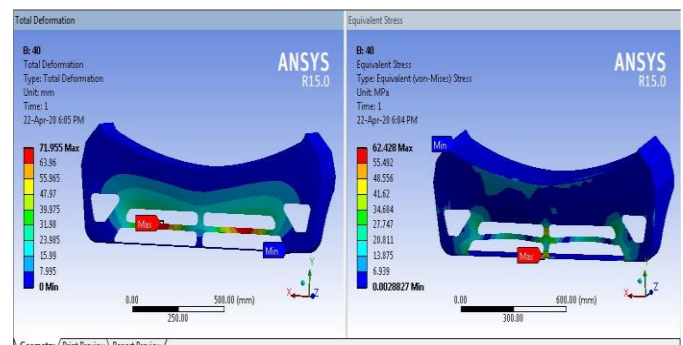 Total Deformation
B: 40
Total Deformation
Type: Total Deformation
Unit: mm
Time: 1
22-Apr-20 6:05 PM
ANSYS
R15.0
71.955 Max
63.96
55.965
47.97
39.975
31.98
23.985
15.99
7.995
0 Min
Max
Min
0.00
500.00 (mm)
250.00
Y
X
Z
Equivalent Stress
B: 40
Equivalent Stress
Type: Equivalent (von-Mises) Stress
Unit: MPa
Time: 1
22-Apr-20 6:04 PM
ANSYS
R15.0
62.428 Max
55.492
48.556
41.62
34.684
27.747
20.811
13.875
6.939
0.0028827 Min
Min
Max
0.00
600.00 (mm)
300.00
Y
X
Z
Geometry / Print Preview / Report Preview /